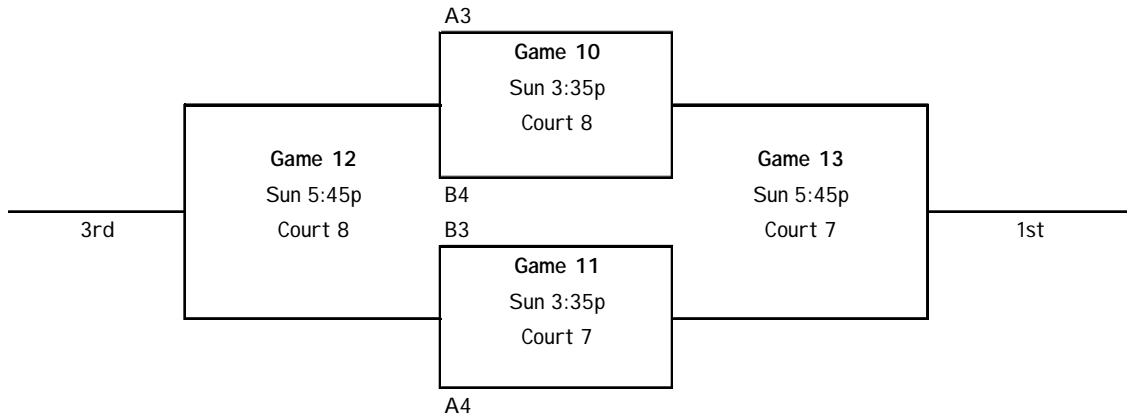 A3
Game 10
Sun 3:35p
Court 8
Game 12
Sun 5:45p
Court 8
3rd
Game 13
Sun 5:45p
Court 7
1st
B4
B3
Game 11
Sun 3:35p
Court 7
A4